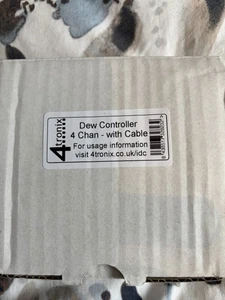 4tronix
Dew Controller
4 Chan - with Cable
For usage information
visit 4tronix.co.uk/idc